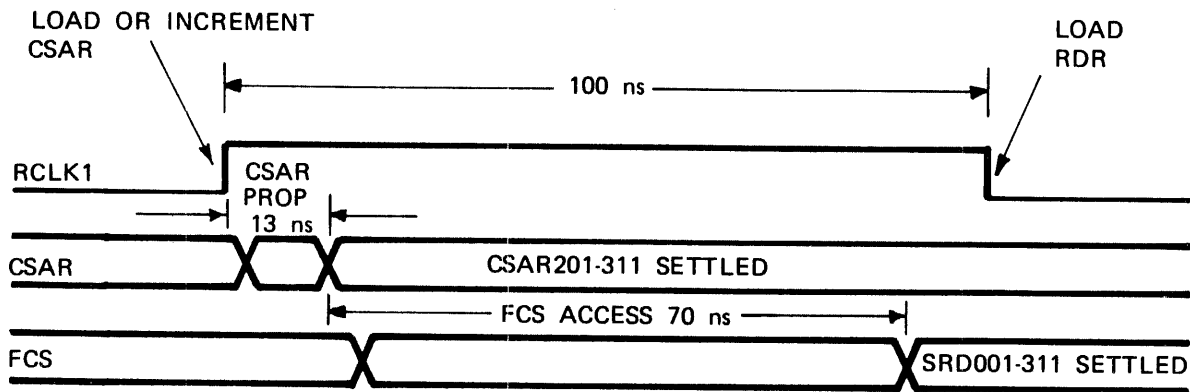 LOAD OR INCREMENT
CSAR
LOAD
RDR
100 ns
RCLK1
CSAR
PROP
13 ns
CSAR
CSAR201-311 SETTLED
FCS ACCESS 70 ns
FCS
SRD001-311 SETTLED